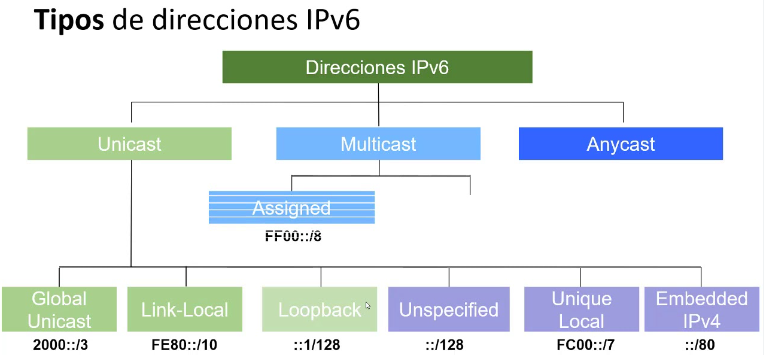 Tipos de direcciones IPv6
Direcciones IPv6
Unicast
Multicast
Anycast
Assigned
FF00::/8
Global
Unicast
Link-Local
Loopback
Unspecified
Unique
Local
Embedded
IPv4
2000::/3
FE80::/10
::1/128
::/128
FC00::/7
::/80